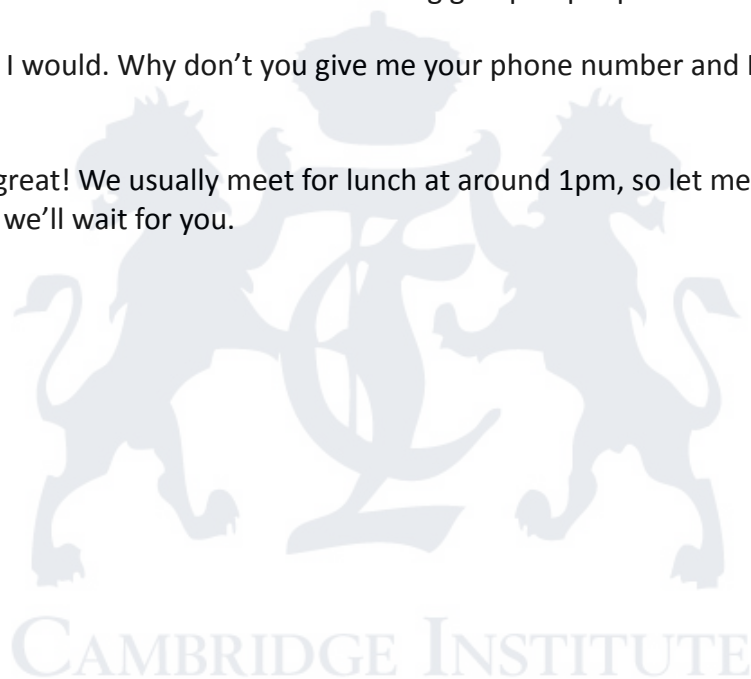 I would. Why don’t you give me your phone number and
great! We usually meet for lunch at around 1pm, so let me
we’ll wait for you.
CAMBRIDGE INSTITUTE